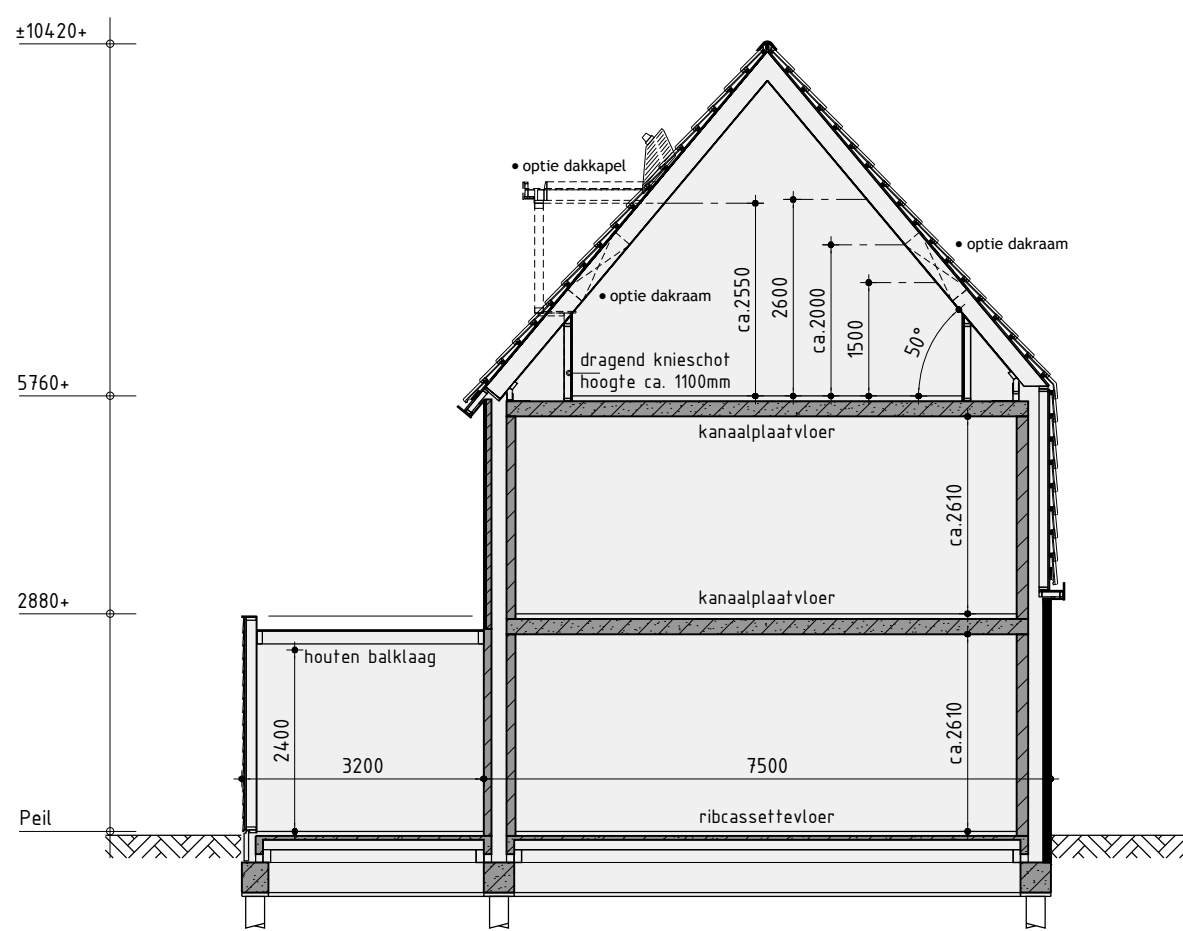 ±10420+
• optie dakkapel
• optie dakraam
• optie dakraam
ca.2550
2600
ca.2000
1500
50°
dragend knieschot
hoogte ca. 1100mm
5760+
kanaalplaatvloer
ca.2610
2880+
kanaalplaatvloer
houten balklaag
2400
3200
7500
ca.2610
Peil
ribcassettevloer